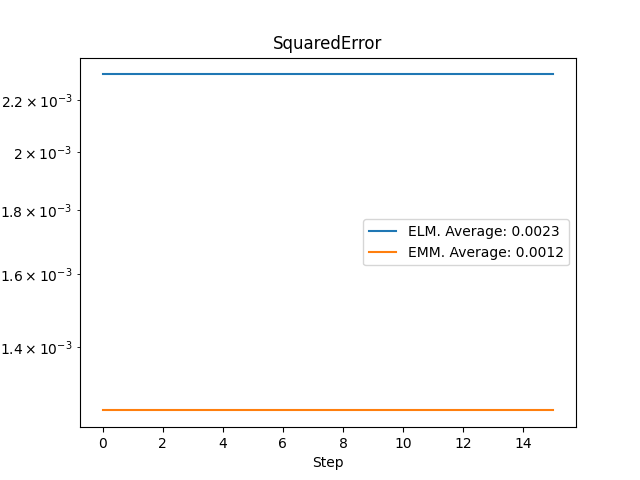 SquaredError
2.2 × 10⁻³
2 × 10⁻³
1.8 × 10⁻³
1.6 × 10⁻³
1.4 × 10⁻³
ELM. Average: 0.0023
EMM. Average: 0.0012
0 2 4 6 8 10 12 14
Step